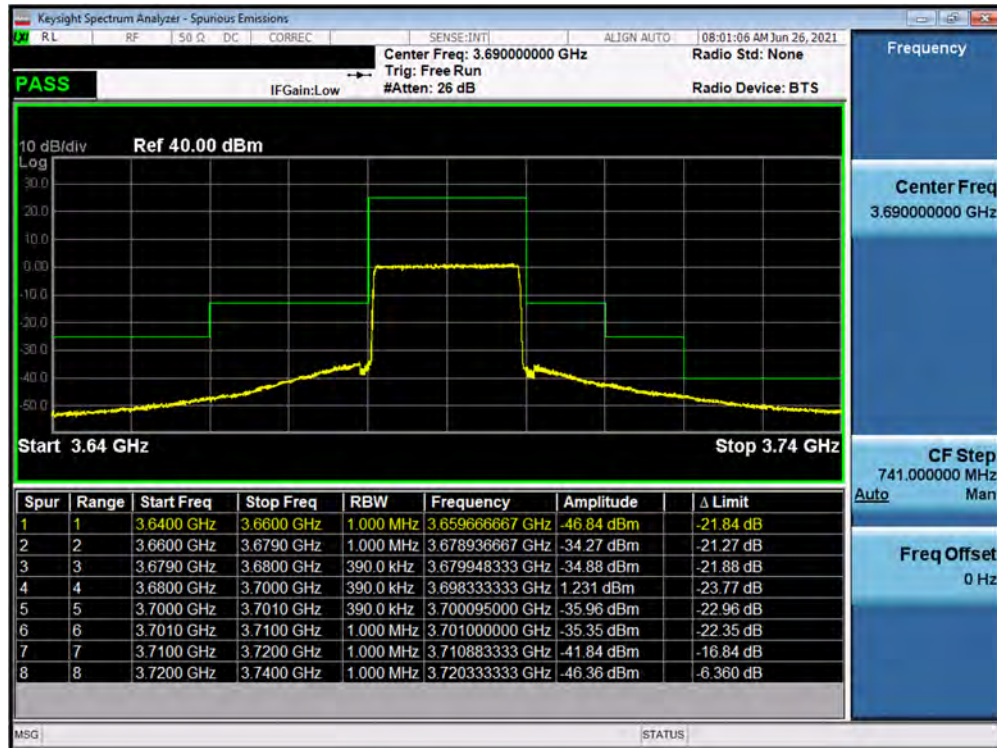 Keysight Spectrum Analyzer - Spurious Emissions
LXI RL RF 50 Ω DC CORREC SENSE:INT ALIGN AUTO 08:01:06 AM Jun 26, 2021
Center Freq: 3.690000000 GHz Radio Std: None
Trig: Free Run
PASS IFGain:Low #Atten: 26 dB Radio Device: BTS
10 dB/div Ref 40.00 dBm
Log
30.0
20.0
10.0
0.00
-10.0
-20.0
-30.0
-40.0
-50.0
Start 3.64 GHz Stop 3.74 GHz
Spur Range Start Freq Stop Freq RBW Frequency Amplitude Δ Limit
1 1 3.6400 GHz 3.6600 GHz 1.000 MHz 3.659666667 GHz -46.84 dBm -21.84 dB
2 2 3.6600 GHz 3.6790 GHz 1.000 MHz 3.678936667 GHz -34.27 dBm -21.27 dB
3 3 3.6790 GHz 3.6800 GHz 390.0 kHz 3.679948333 GHz -34.88 dBm -21.88 dB
4 4 3.6800 GHz 3.7000 GHz 390.0 kHz 3.698333333 GHz 1.231 dBm -23.77 dB
5 5 3.7000 GHz 3.7010 GHz 390.0 kHz 3.700095000 GHz -35.96 dBm -22.96 dB
6 6 3.7010 GHz 3.7100 GHz 1.000 MHz 3.701000000 GHz -35.35 dBm -22.35 dB
7 7 3.7100 GHz 3.7200 GHz 1.000 MHz 3.710883333 GHz -41.84 dBm -16.84 dB
8 8 3.7200 GHz 3.7400 GHz 1.000 MHz 3.720333333 GHz -46.36 dBm -6.360 dB
MSG STATUS
Frequency
Center Freq
3.690000000 GHz
CF Step
741.000000 MHz
Auto Man
Freq Offset
0 Hz